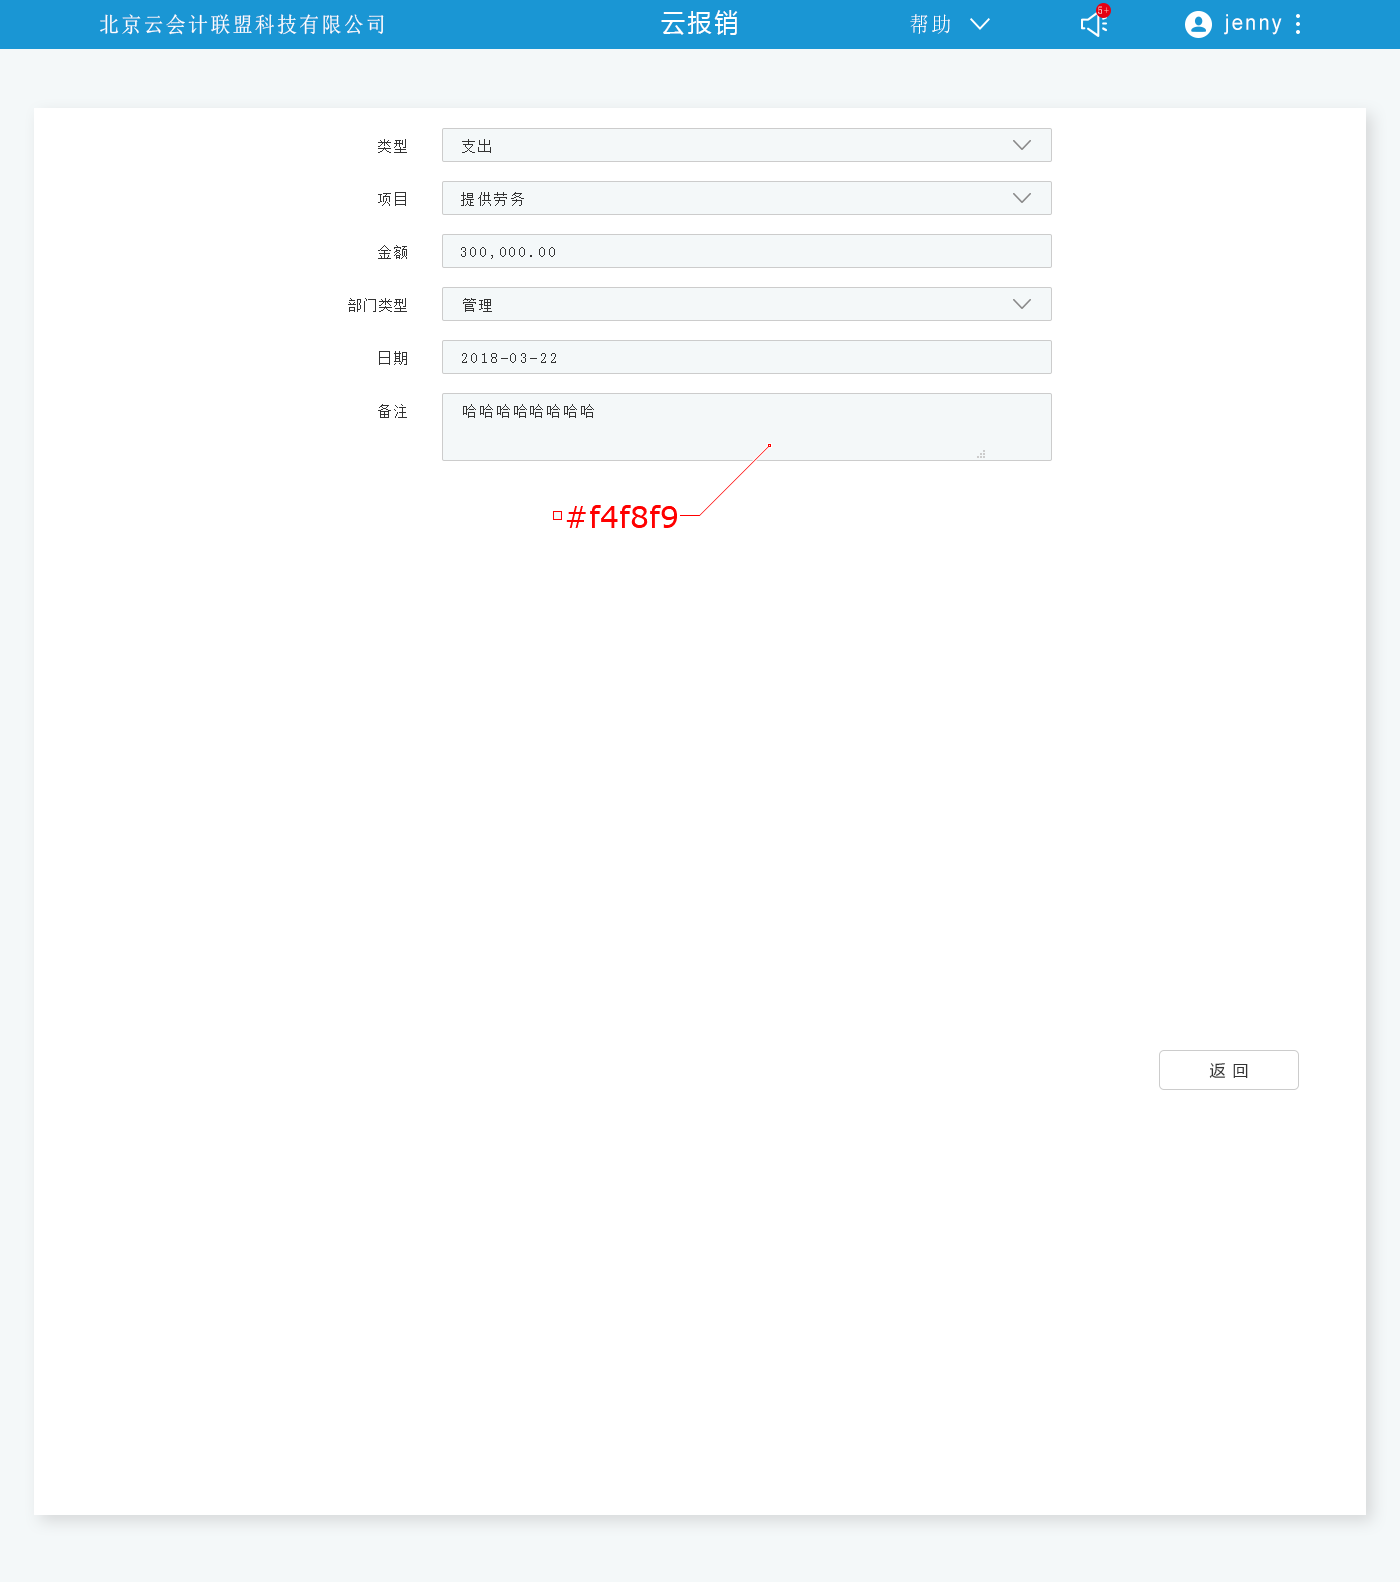 北京云会计联盟科技有限公司 云报销 帮助 5+ jenny
类型 支出
项目 提供劳务
金额 300,000.00
部门类型 管理
日期 2018-03-22
备注 哈哈哈哈哈哈哈哈
#f4f8f9
返回